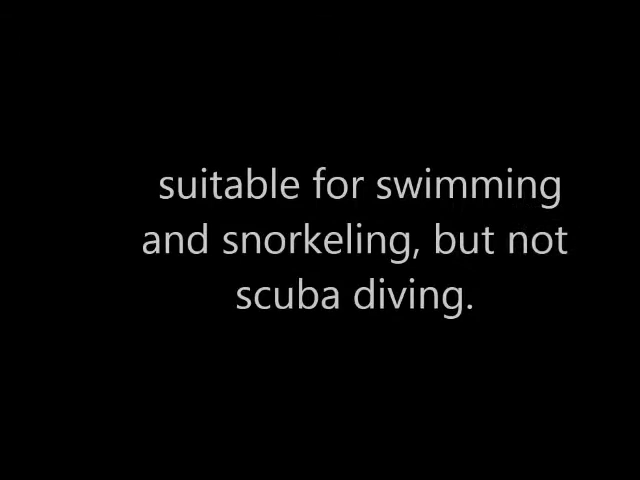 suitable for swimming
and snorkeling, but not
scuba diving.